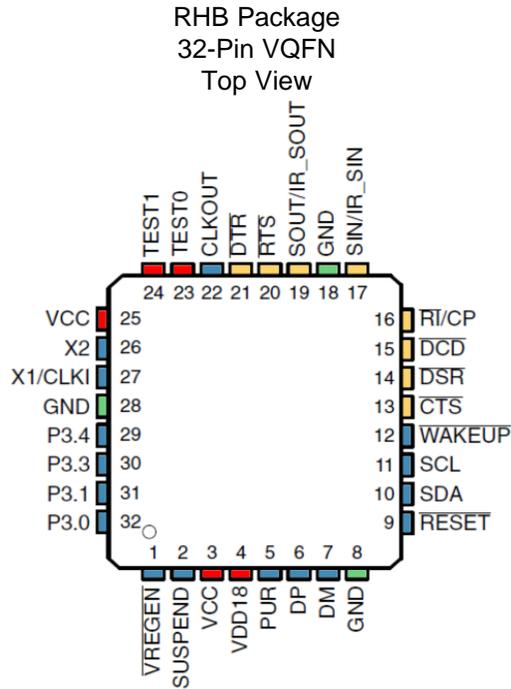 RHB Package
32-Pin VQFN
Top View
TEST1
TEST0
CLKOUT
DTR
RTS
SOUT/IR_SOUT
GND
SIN/IR_SIN
24 23 22 21 20 19 18 17
VCC 25
X2 26
X1/CLKI 27
GND 28
P3.4 29
P3.3 30
P3.1 31
P3.0 32
16 RI/CP
15 DCD
14 DSR
13 CTS
12 WAKEUP
11 SCL
10 SDA
9 RESET
1 2 3 4 5 6 7 8
VREGEN
SUSPEND
VCC
VDD18
PUR
DP
DM
GND